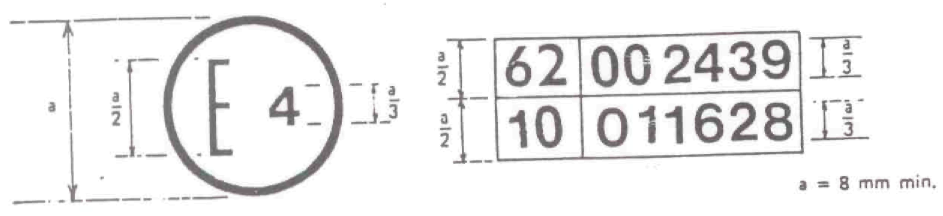 a
a/2
E 4
a/3
a/2 62 00 2439 a/3
a/2 10 011628 a/3
a = 8 mm min.